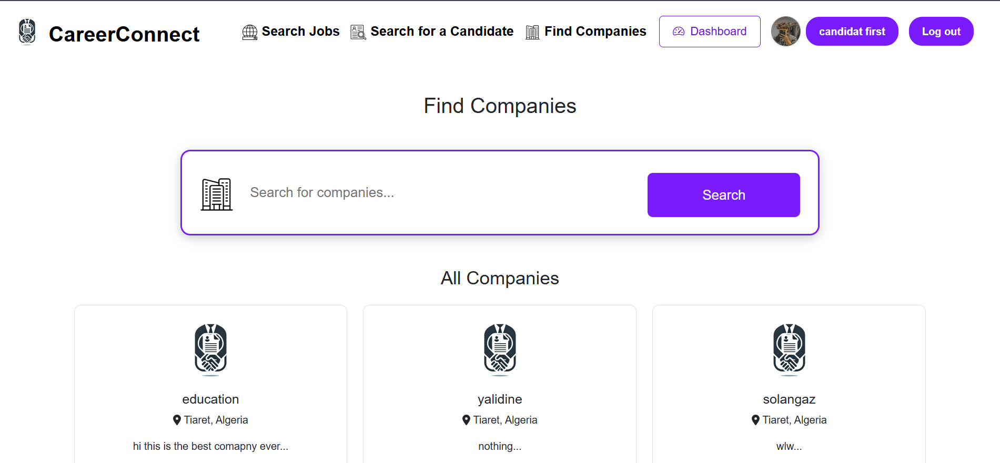 CareerConnect
Search Jobs
Search for a Candidate
Find Companies
Dashboard
candidat first
Log out
Find Companies
Search for companies...
Search
All Companies
education
Tiaret, Algeria
hi this is the best comapny ever...
yalidine
Tiaret, Algeria
nothing...
solangaz
Tiaret, Algeria
wlw...